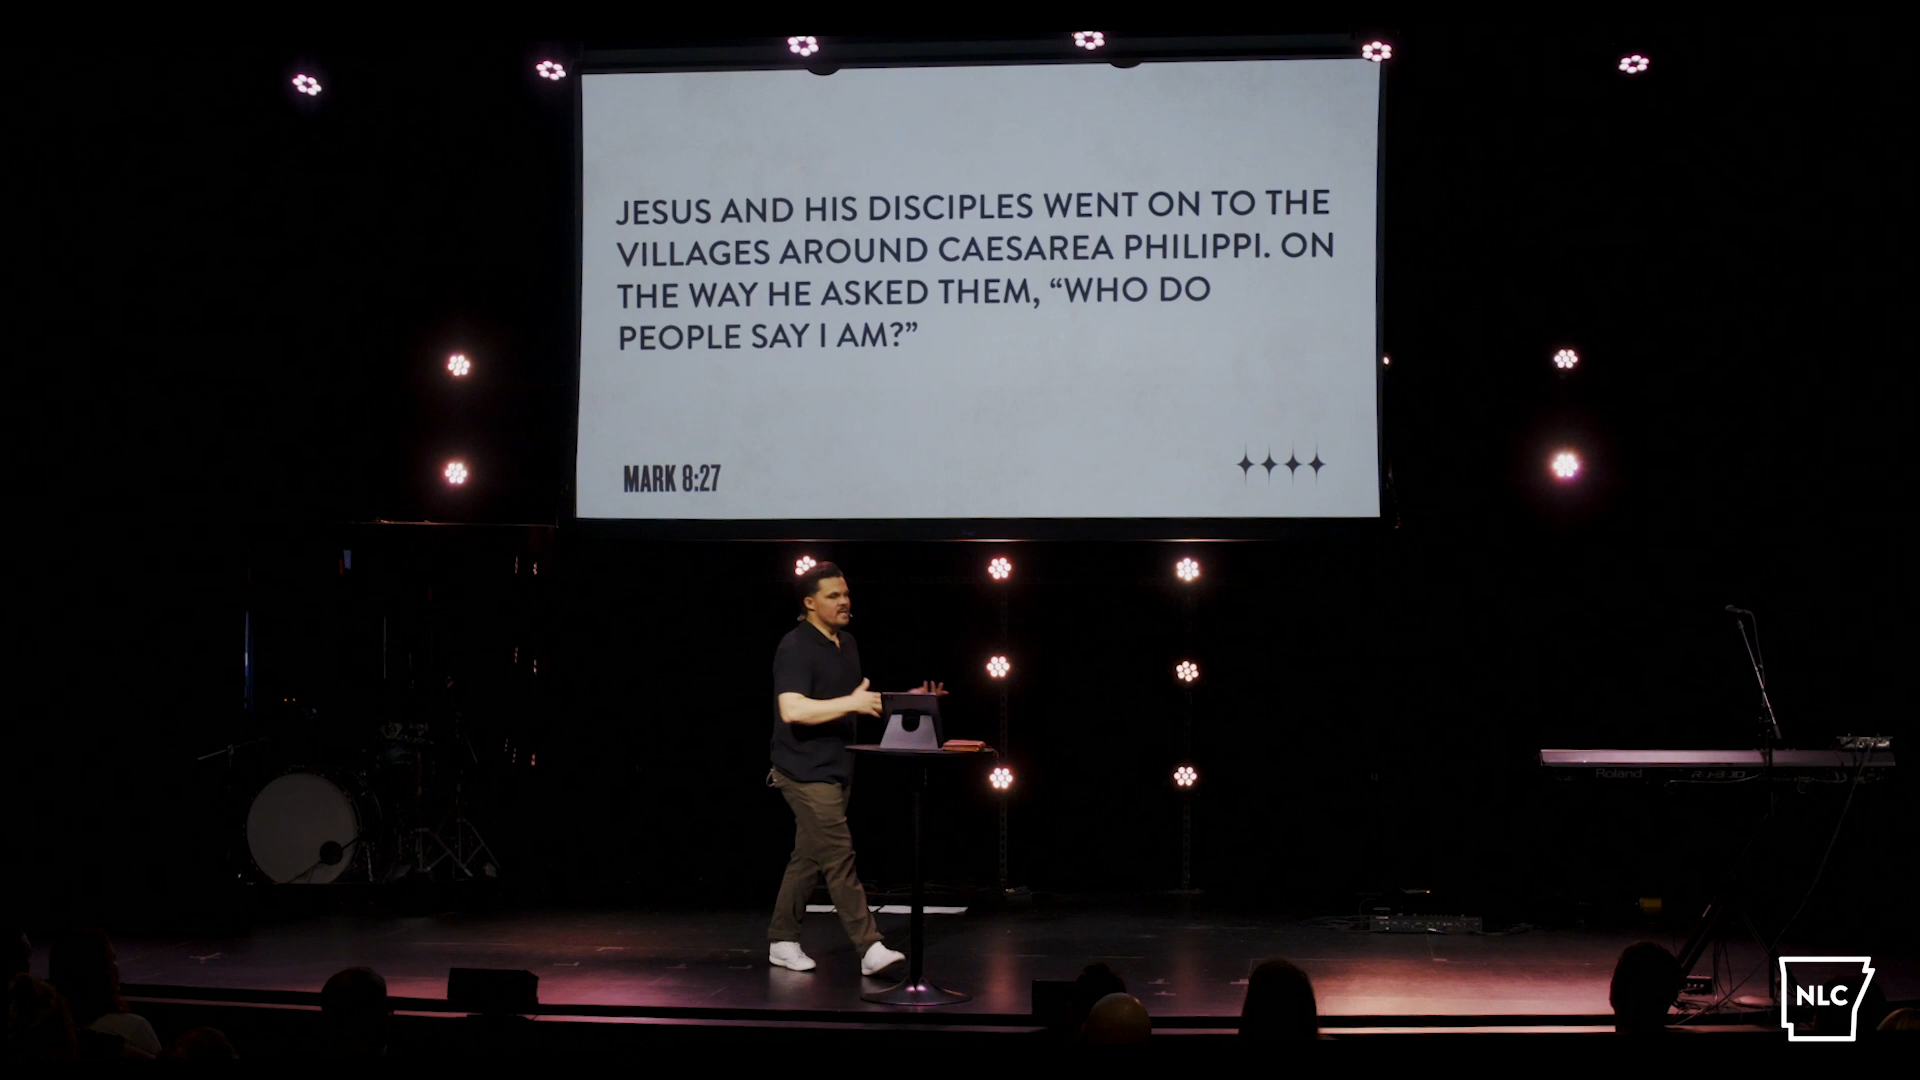 JESUS AND HIS DISCIPLES WENT ON TO THE
VILLAGES AROUND CAESAREA PHILIPPI. ON
THE WAY HE ASKED THEM, “WHO DO
PEOPLE SAY I AM?”
MARK 8:27
Roland
NLC